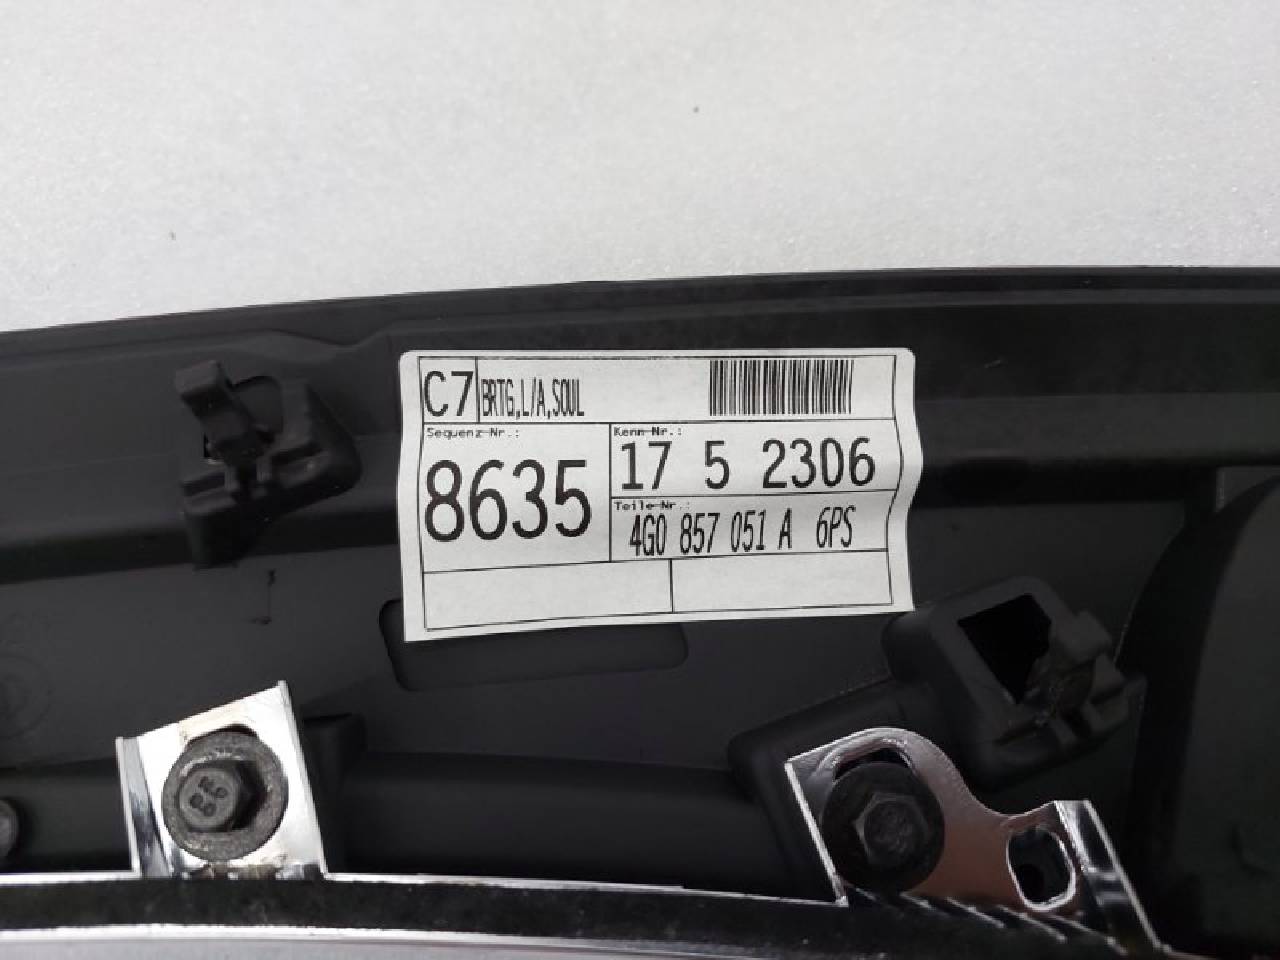 C7 BRTG,L/A,SOUL
Sequenz-Nr.:
8635
Kenn-Nr.:
17 5 2306
Teile-Nr.:
4G0 857 051 A 6PS